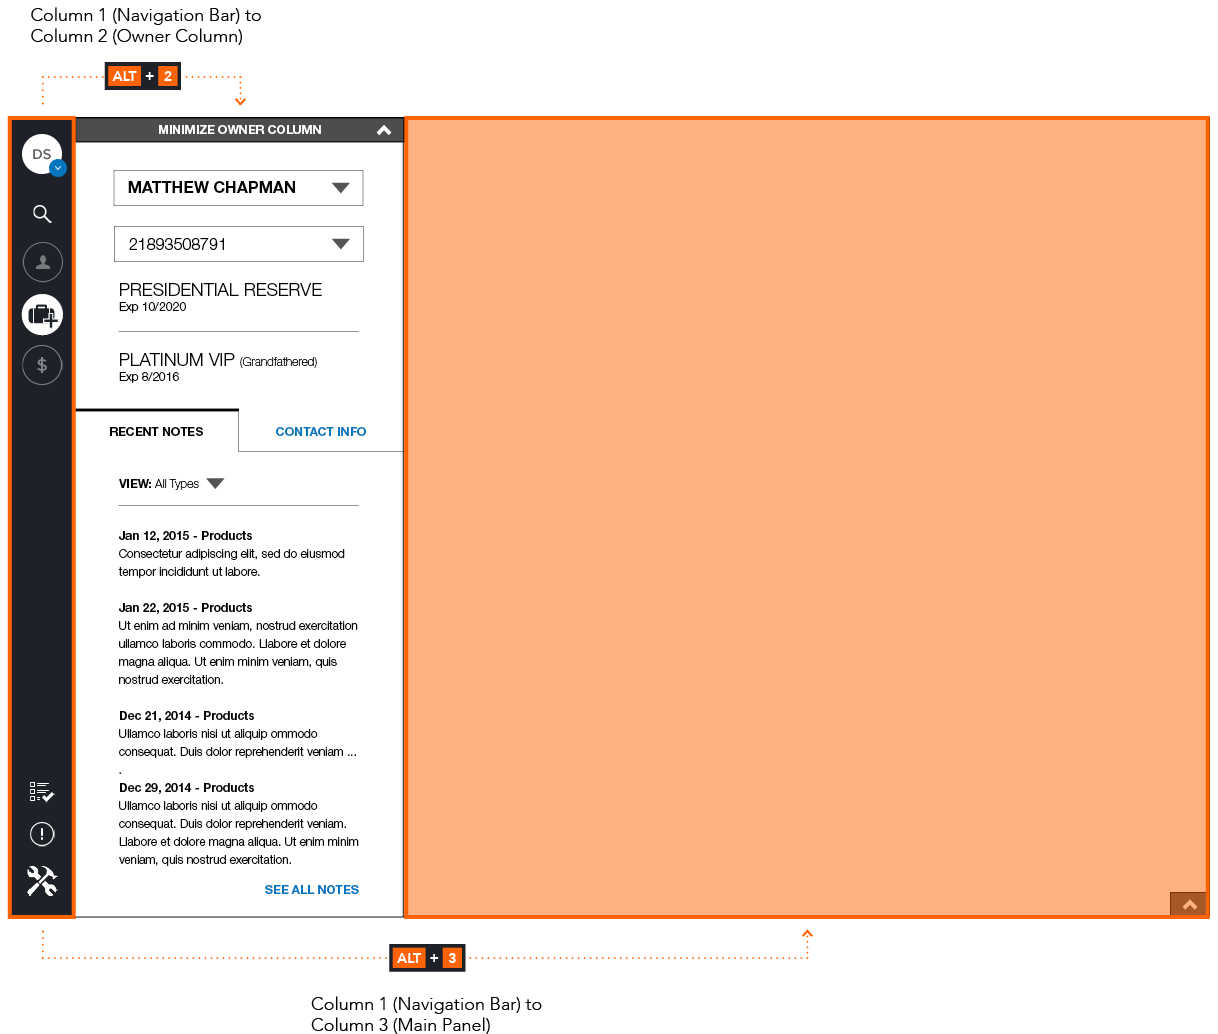 Column 1 (Navigation Bar) to
Column 2 (Owner Column)
ALT + 2
MINIMIZE OWNER COLUMN
DS
MATTHEW CHAPMAN
21893508791
PRESIDENTIAL RESERVE
Exp 10/2020
PLATINUM VIP (Grandfathered)
Exp 8/2016
$
RECENT NOTES
CONTACT INFO
VIEW: All Types
Jan 12, 2015 - Products
Consectetur adipiscing elit, sed do eiusmod
tempor incididunt ut labore.
Jan 22, 2015 - Products
Ut enim ad minim veniam, nostrud exercitation
ullamco laboris commodo. Llabore et dolore
magna aliqua. Ut enim minim veniam, quis
nostrud exercitation.
Dec 21, 2014 - Products
Ullamco laboris nisi ut aliquip ommodo
consequat. Duis dolor reprehenderit veniam ...
.
Dec 29, 2014 - Products
Ullamco laboris nisi ut aliquip ommodo
consequat. Duis dolor reprehenderit veniam.
Llabore et dolore magna aliqua. Ut enim minim
veniam, quis nostrud exercitation.
SEE ALL NOTES
ALT + 3
Column 1 (Navigation Bar) to
Column 3 (Main Panel)